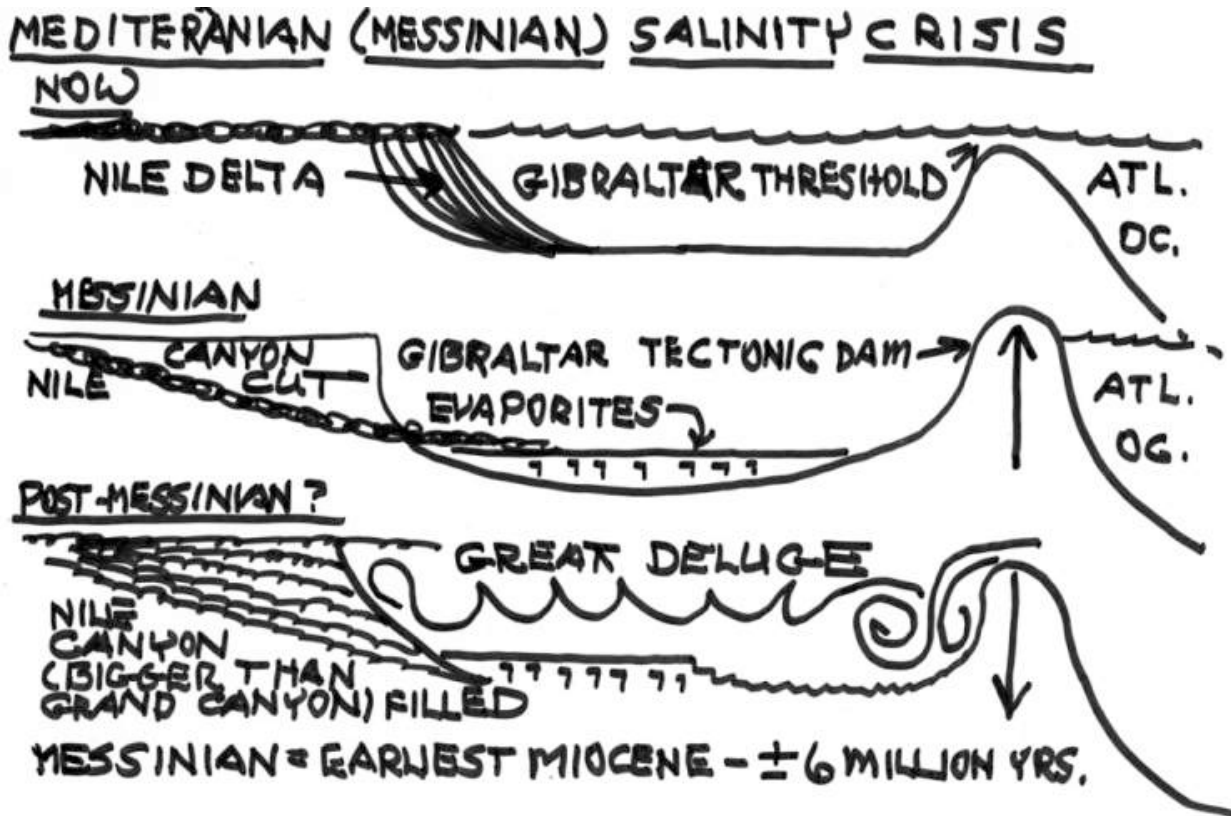 MEDITERANIAN (MESSINIAN) SALINITY CRISIS
NOW
NILE DELTA
GIBRALTAR THRESHOLD
ATL.
OC.
MESSINIAN
CANYON
CUT
NILE
GIBRALTAR TECTONIC DAM
EVAPORITES
ATL.
OG.
POST-MESSINIAN?
GREAT DELUGE
NILE
CANYON
(BIGGER THAN
GRAND CANYON) FILLED
MESSINIAN = EARLIEST MIOCENE - ± 6 MILLION YRS.